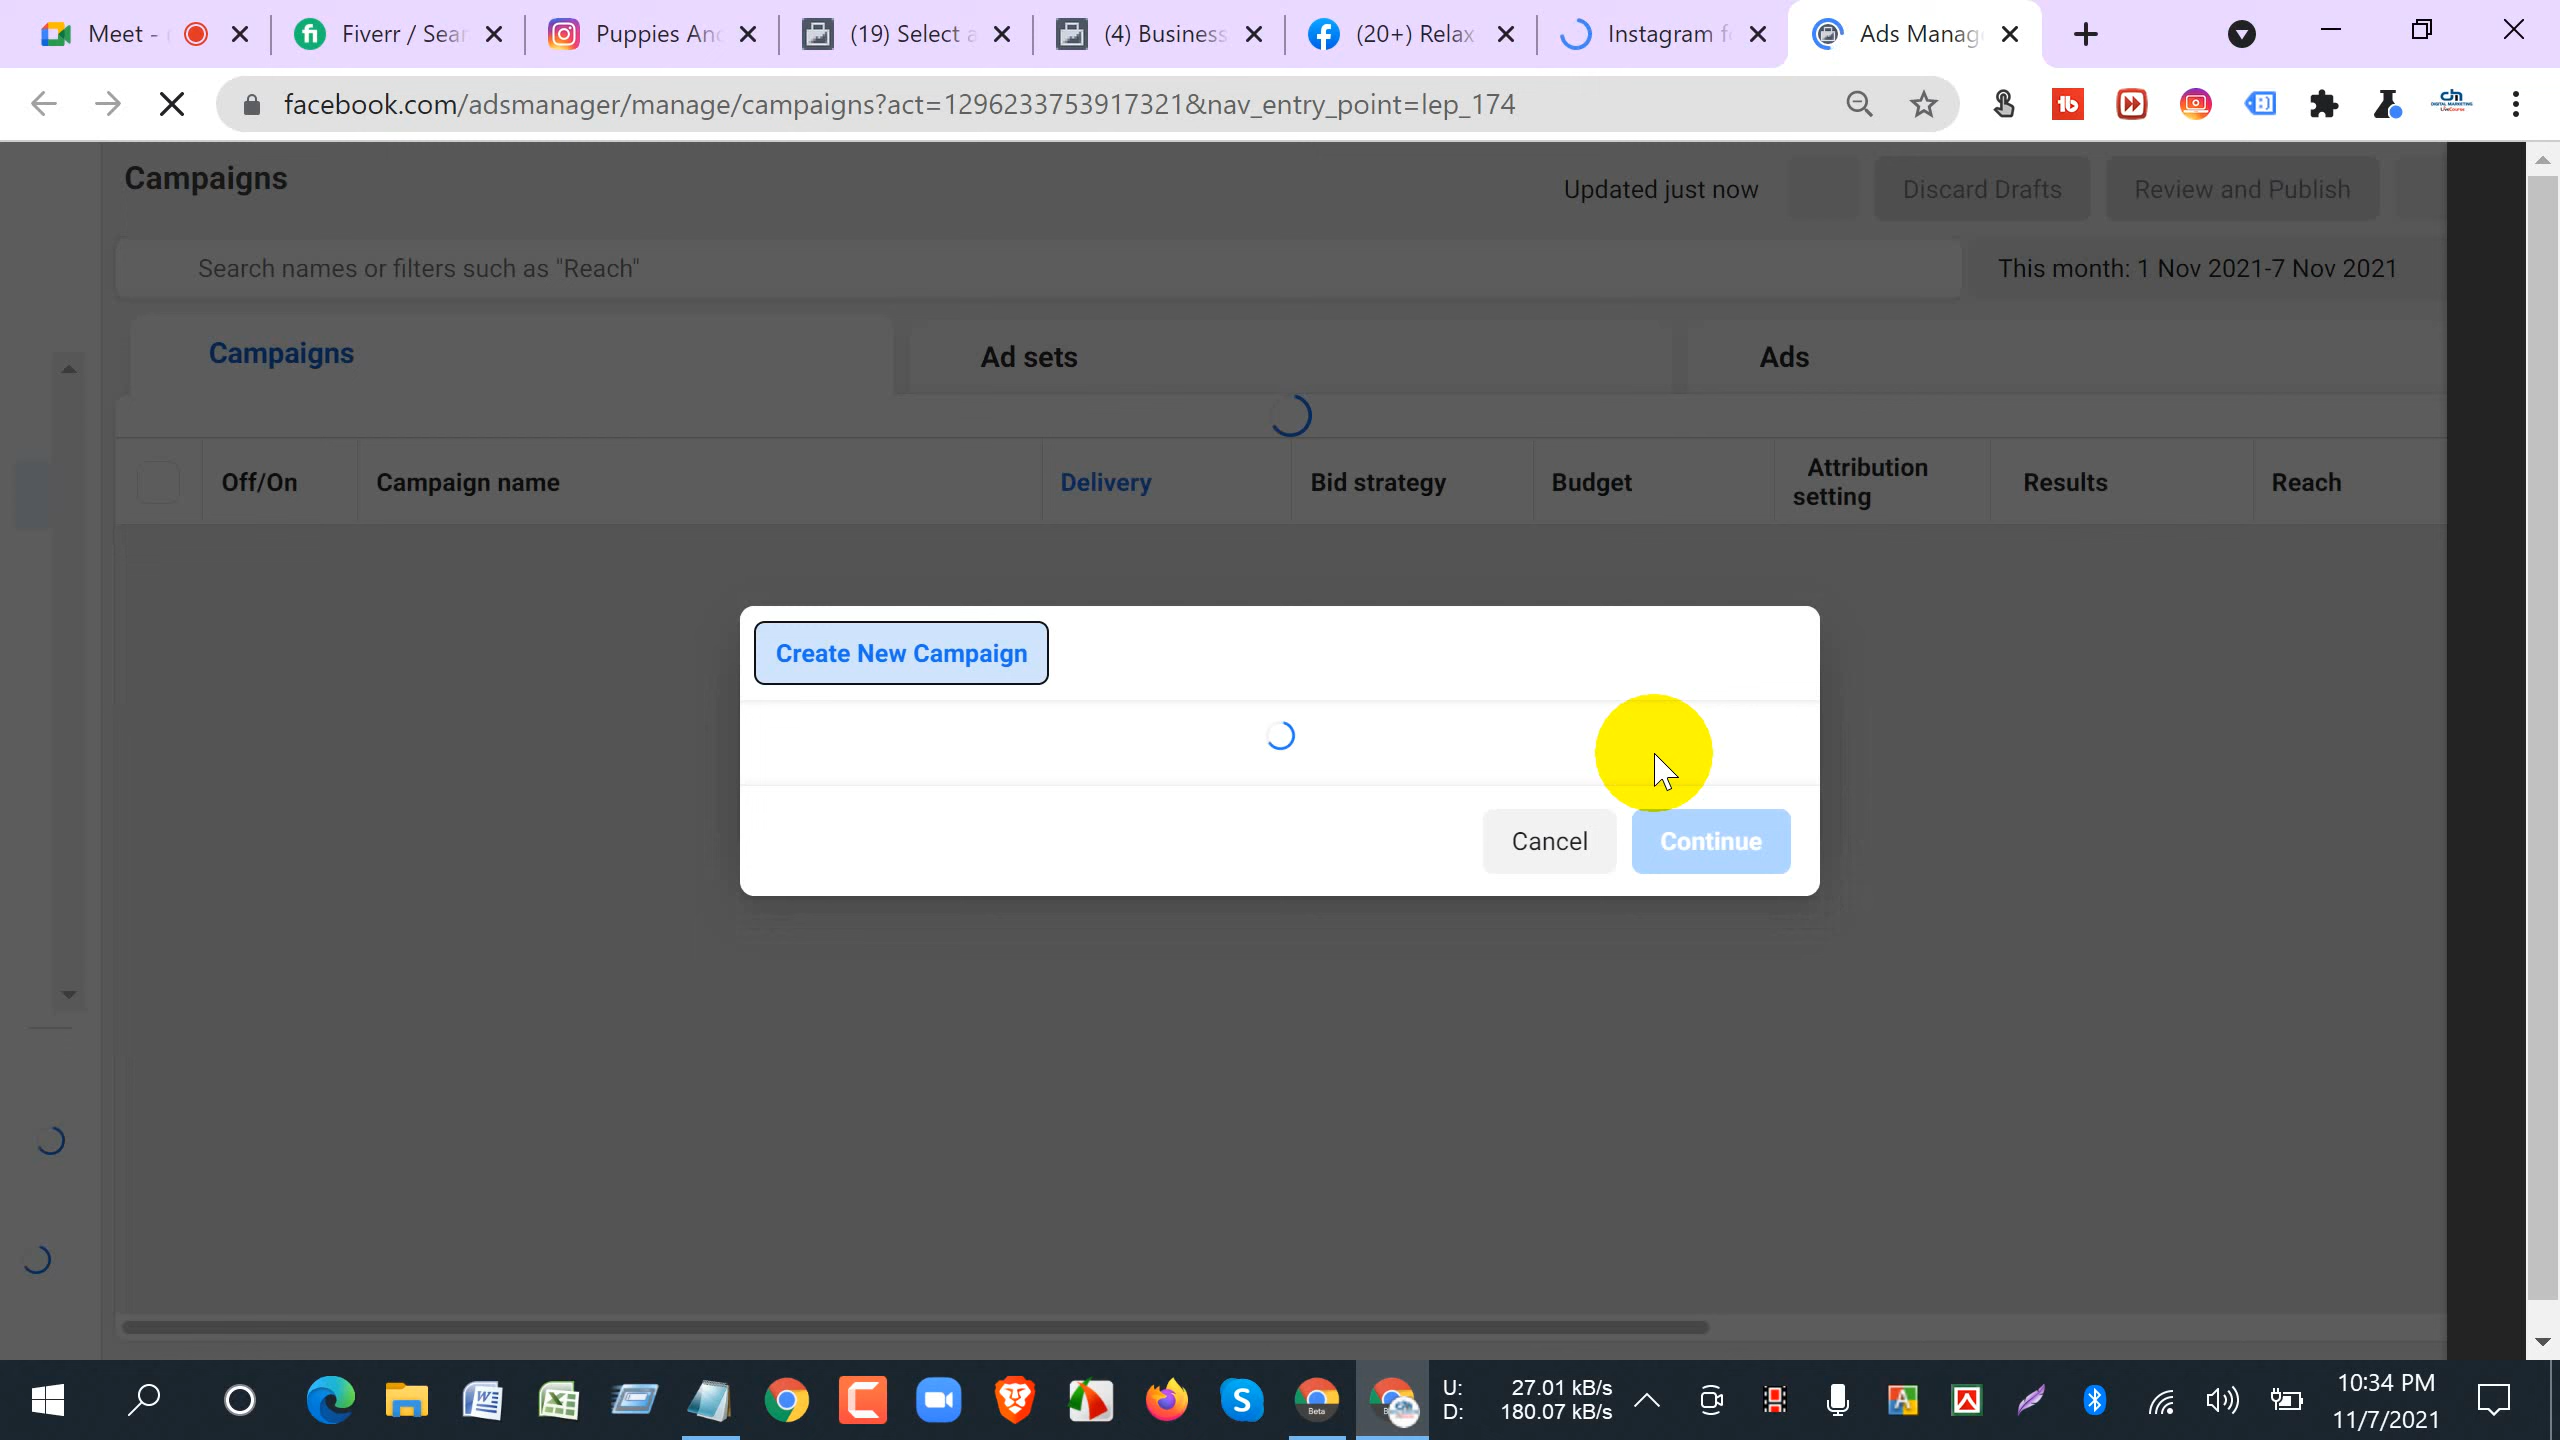 Meet -
Fiverr / Sear
Puppies And
(19) Select a
(4) Business
(20+) Relax
Instagram f
Ads Manag
facebook.com/adsmanager/manage/campaigns?act=1296233753917321&nav_entry_point=lep_174
Campaigns
Updated just now
Discard Drafts
Review and Publish
Search names or filters such as "Reach"
This month: 1 Nov 2021-7 Nov 2021
Campaigns
Ad sets
Ads
Off/On
Campaign name
Delivery
Bid strategy
Budget
Attribution
setting
Results
Reach
Create New Campaign
Cancel
Continue
U: 27.01 kB/s
D: 180.07 kB/s
10:34 PM
11/7/2021